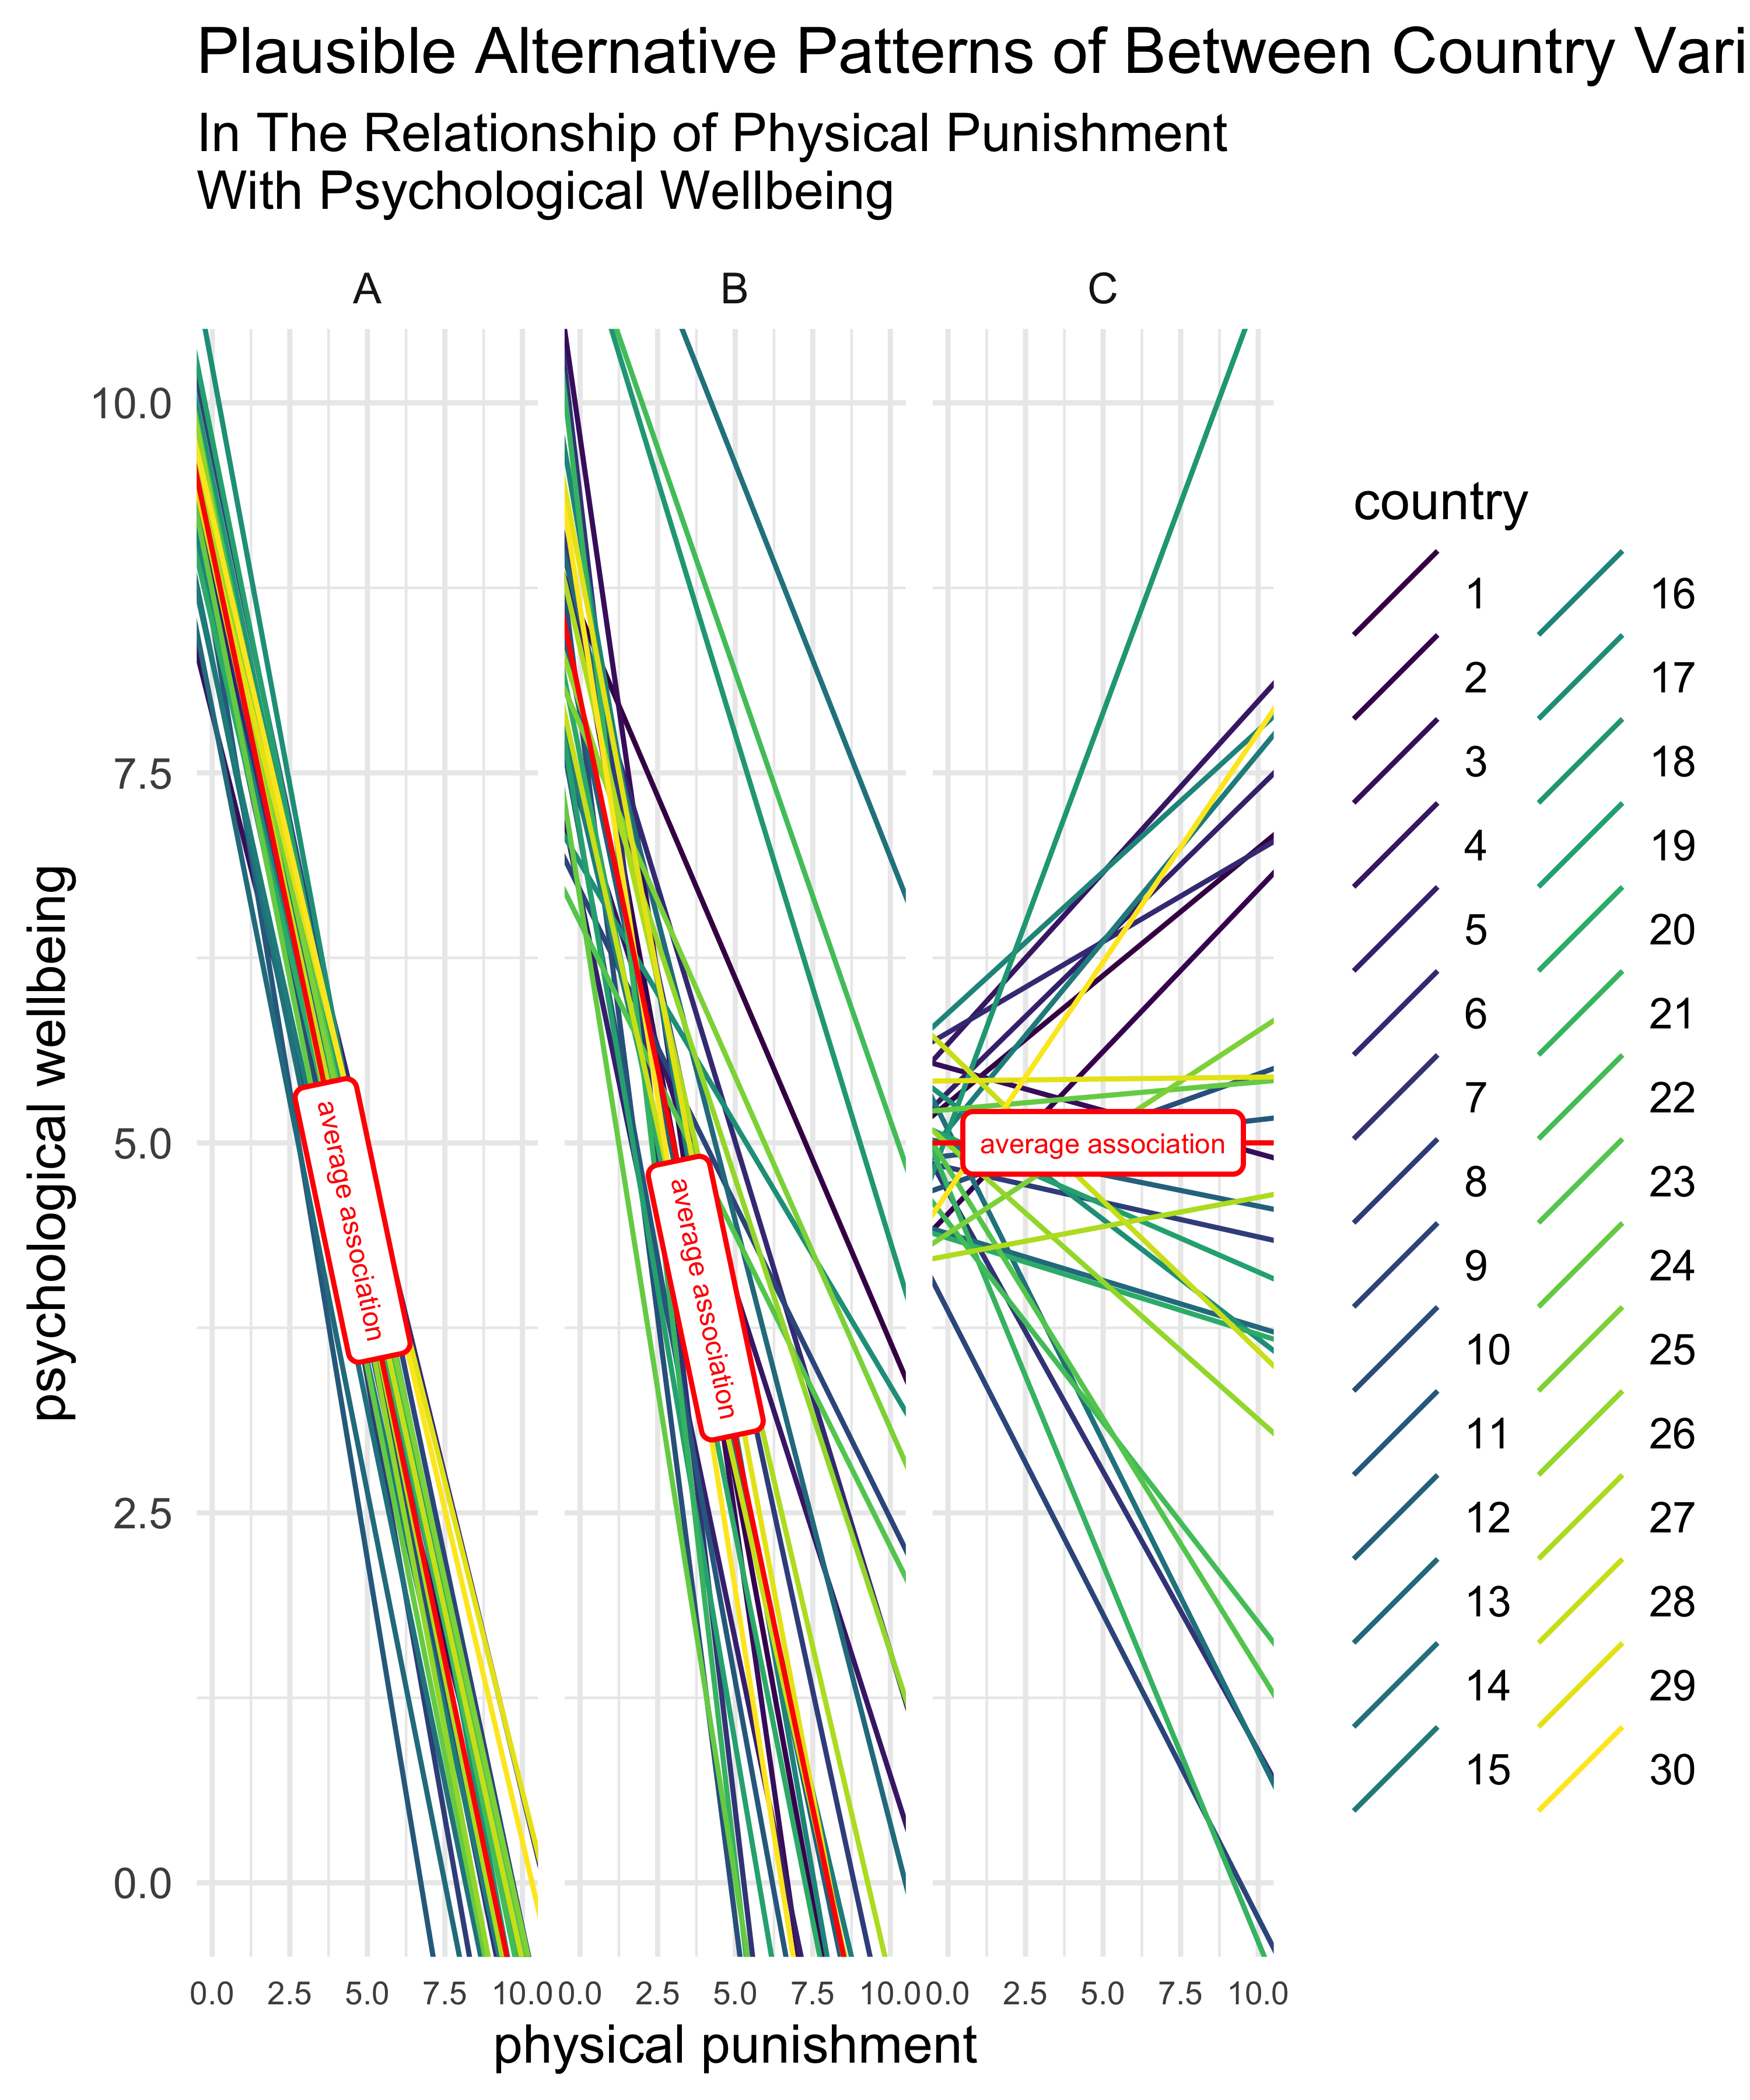 Plausible Alternative Patterns of Between Country Vari
In The Relationship of Physical Punishment
With Psychological Wellbeing
A B C
10.0
7.5
5.0
2.5
0.0
psychological wellbeing
average association
average association
average association
0.0 2.5 5.0 7.5 10.0 0.0 2.5 5.0 7.5 10.0 0.0 2.5 5.0 7.5 10.0
physical punishment
country
1 16
2 17
3 18
4 19
5 20
6 21
7 22
8 23
9 24
10 25
11 26
12 27
13 28
14 29
15 30